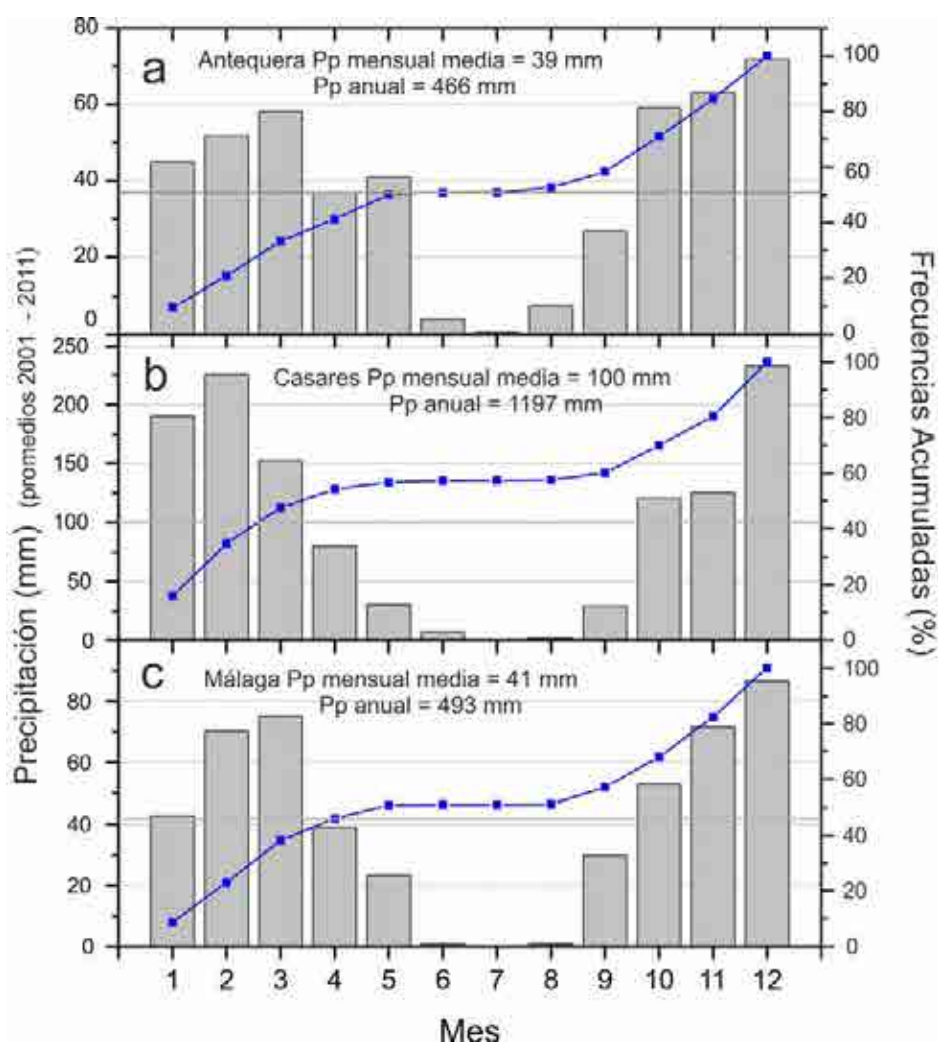 Precipitación (mm) (promedios 2001 - 2011)
Frecuencias Acumuladas (%)
a
Antequera Pp mensual media = 39 mm
Pp anual = 466 mm
80
60
40
20
0
100
80
60
40
20
0
b
Casares Pp mensual media = 100 mm
Pp anual = 1197 mm
250
200
150
100
50
0
100
80
60
40
20
0
c
Málaga Pp mensual media = 41 mm
Pp anual = 493 mm
80
60
40
20
0
100
80
60
40
20
0
1 2 3 4 5 6 7 8 9 10 11 12
Mes